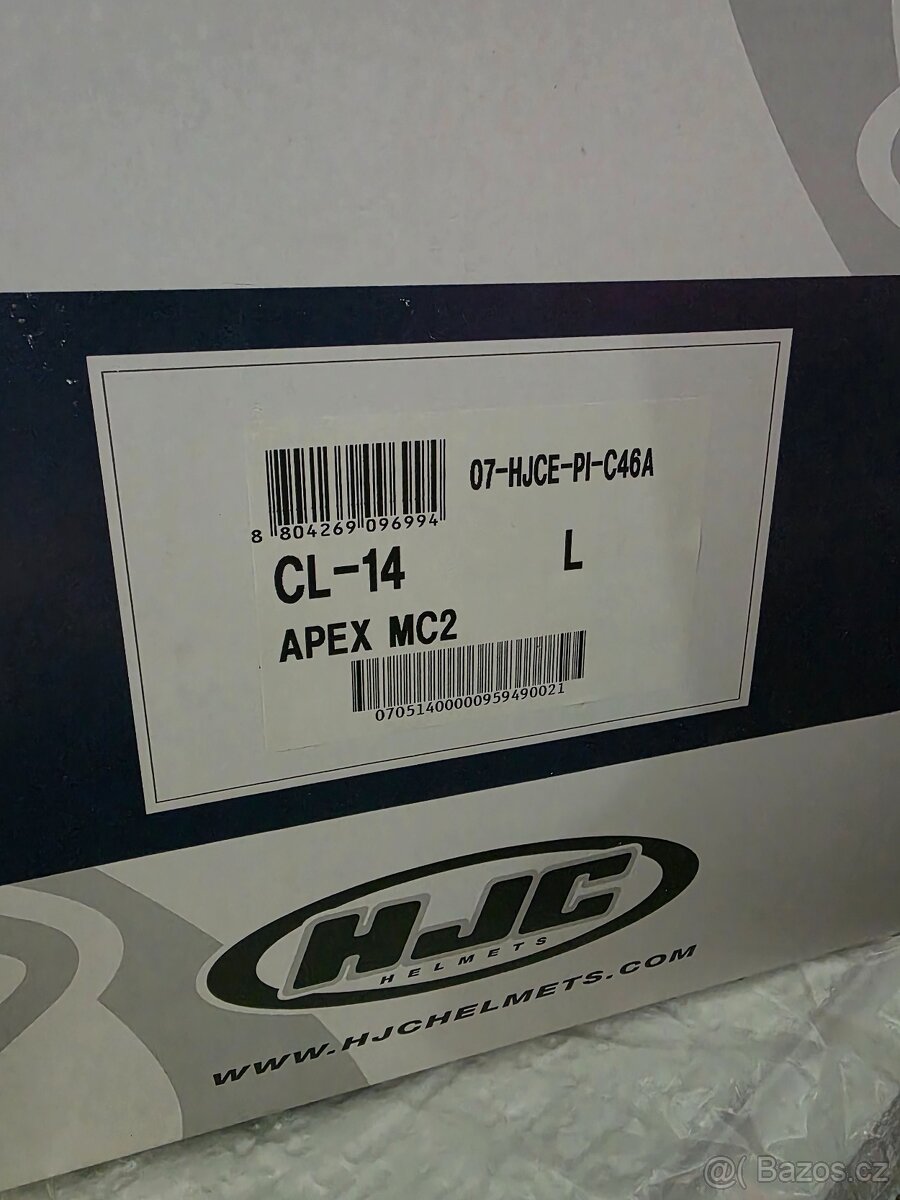 07-HJCE-PI-C46A
8 804269 096994
CL-14 L
APEX MC2
07051400000959490021
HJC
HELMETS
WWW.HJCHELMETS.COM
@( Bazos.cz